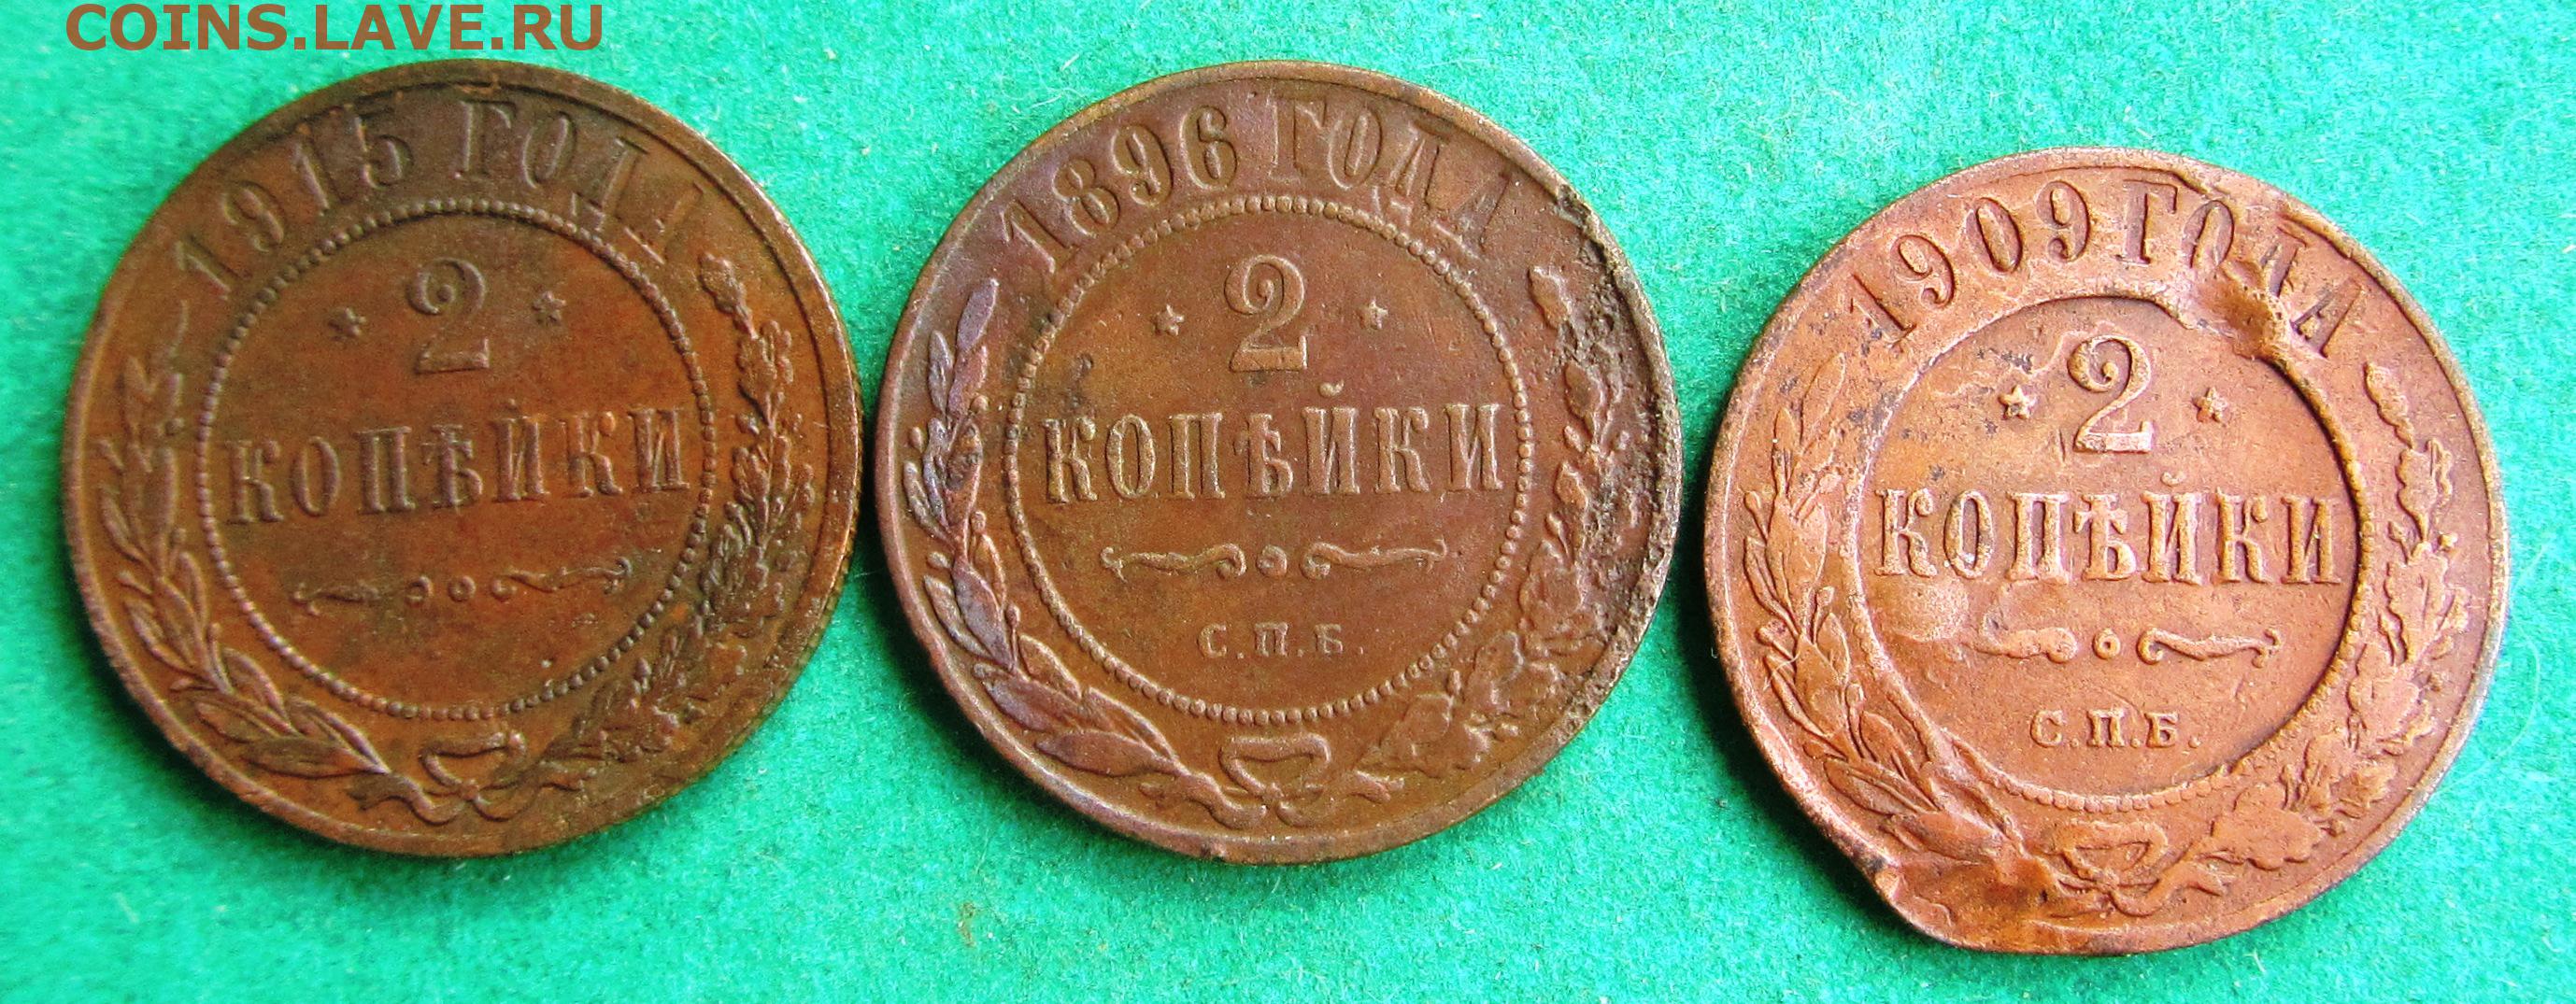 COINS.LAVE.RU
1915 ГОДА
2
КОПѢЙКИ
1896 ГОДА
2
КОПѢЙКИ
С.П.Б.
1909 ГОДА
2
КОПѢЙКИ
С.П.Б.